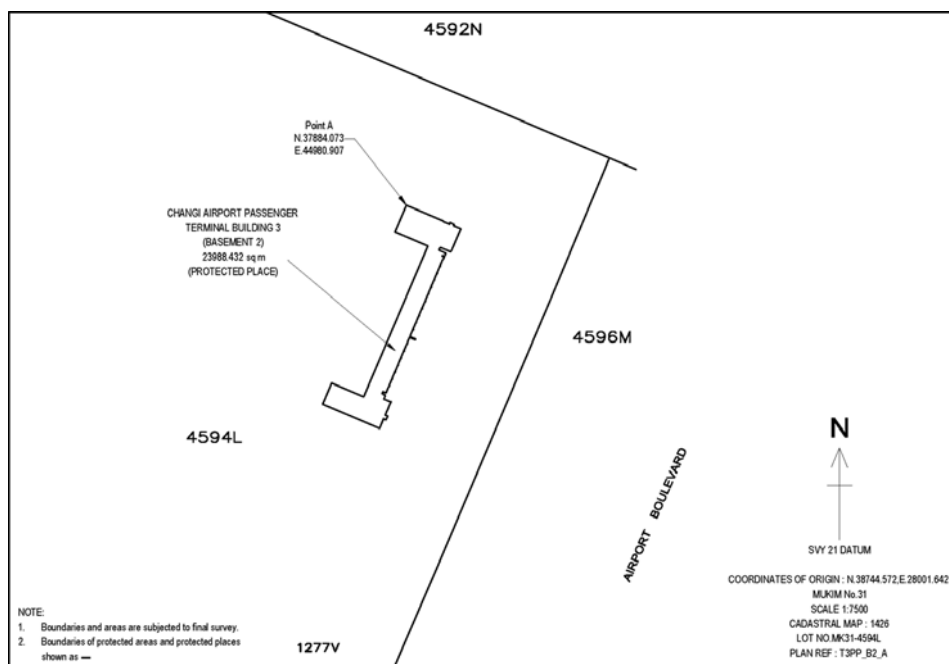 4592N
Point A
N.37884.073
E.44980.907
CHANGI AIRPORT PASSENGER
TERMINAL BUILDING 3
(BASEMENT 2)
23988.432 sq m
(PROTECTED PLACE)
4596M
4594L
AIRPORT BOULEVARD
N
SVY 21 DATUM
COORDINATES OF ORIGIN : N.38744.572,E.28001.642
MUKIM No.31
SCALE 1:7500
CADASTRAL MAP : 1426
LOT NO.MK31-4594L
PLAN REF : T3PP_B2_A
NOTE:
1. Boundaries and areas are subjected to final survey.
2. Boundaries of protected areas and protected places
shown as —
1277V